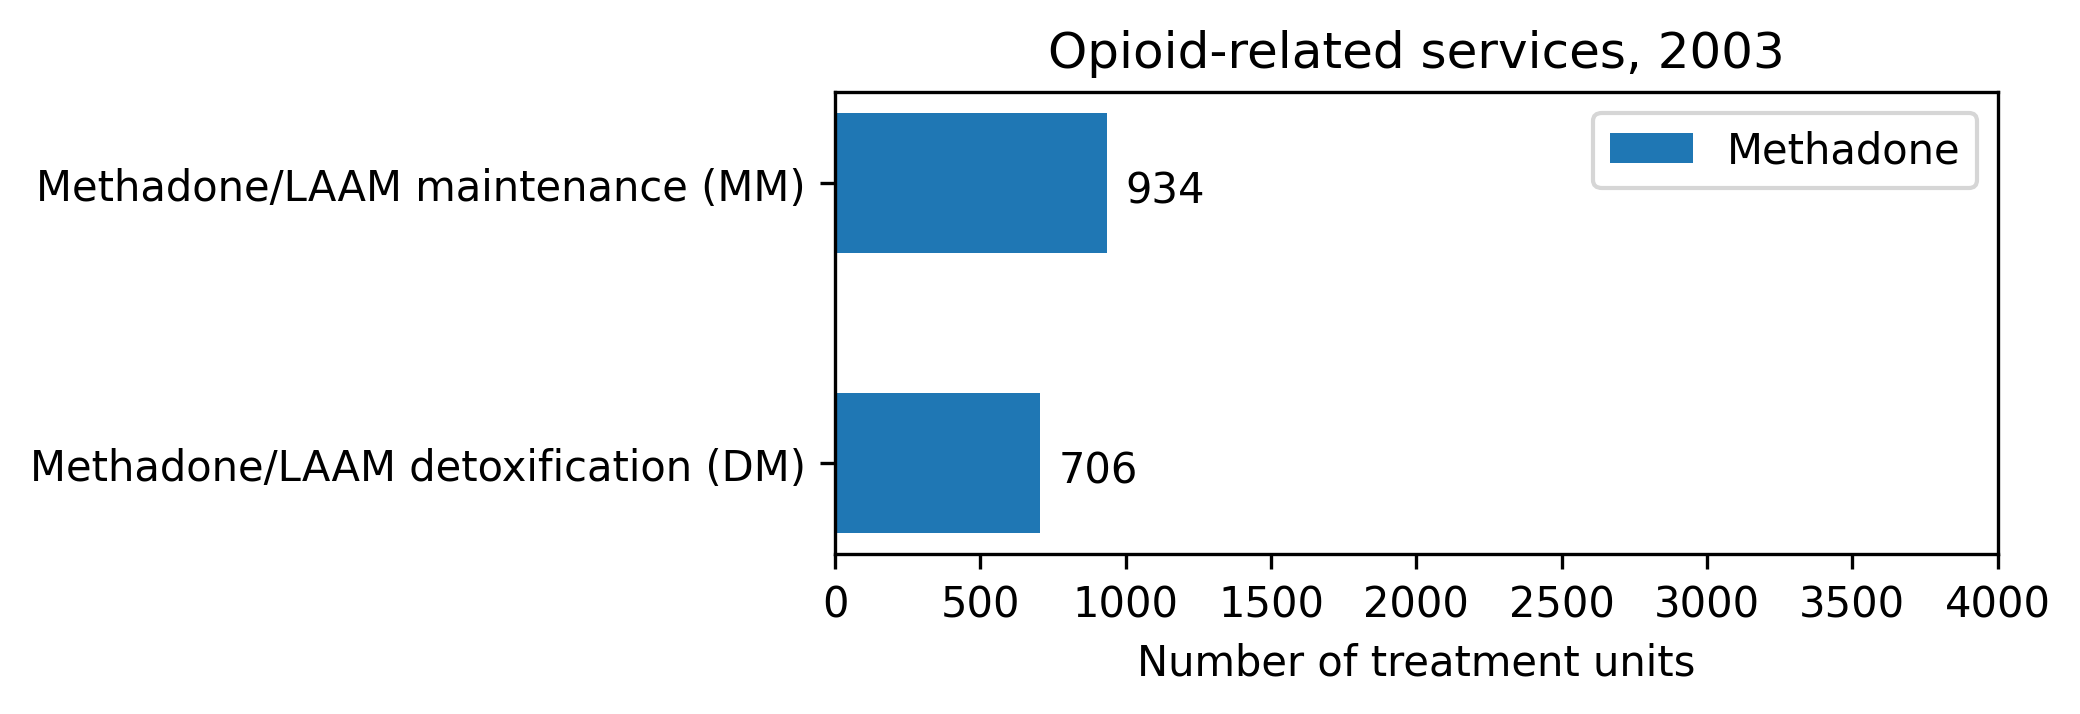 Opioid-related services, 2003
Methadone
Methadone/LAAM maintenance (MM)
934
Methadone/LAAM detoxification (DM)
706
0 500 1000 1500 2000 2500 3000 3500 4000
Number of treatment units